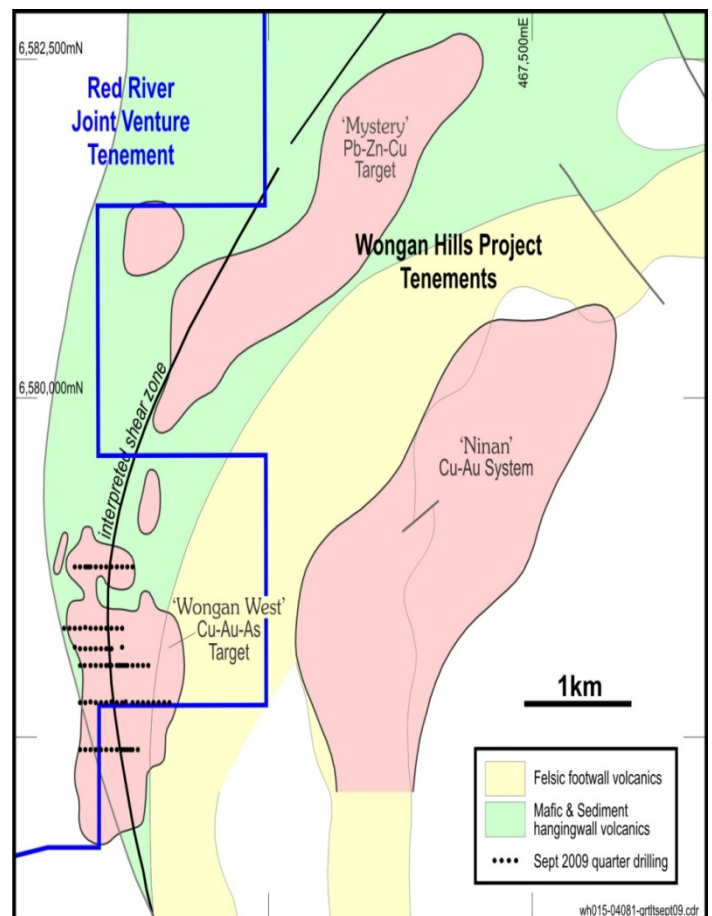 6,582,500mN
467,500mE
Red River
Joint Venture
Tenement
'Mystery'
Pb-Zn-Cu
Target
Wongan Hills Project
Tenements
6,580,000mN
interpreted shear zone
'Ninan'
Cu-Au System
'Wongan West'
Cu-Au-As
Target
1km
Felsic footwall volcanics
Mafic & Sediment
hangingwall volcanics
Sept 2009 quarter drilling
wh015-04081-qrtltsept09.cdr